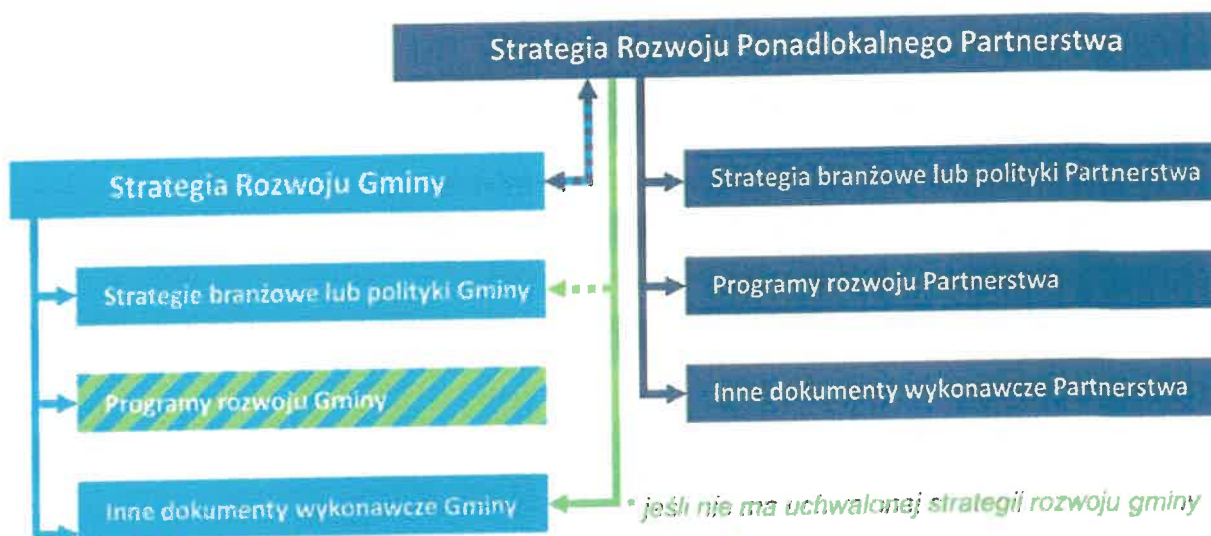 Strategia Rozwoju Ponadlokalnego Partnerstwa
Strategia Rozwoju Gminy
Strategie branżowe lub polityki Gminy
Programy rozwoju Gminy
Inne dokumenty wykonawcze Gminy
Strategia branżowe lub polityki Partnerstwa
Programy rozwoju Partnerstwa
Inne dokumenty wykonawcze Partnerstwa
* jeśli nie ma uchwalonej strategii rozwoju gminy